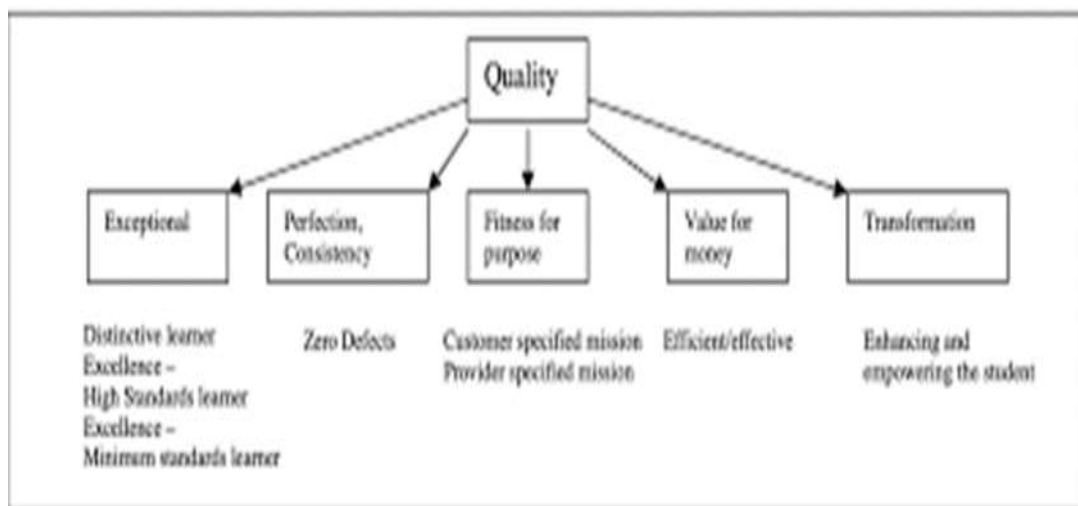 Quality
Exceptional
Perfection,
Consistency
Fitness for
purpose
Value for
money
Transformation
Distinctive learner
Excellence –
High Standards learner
Excellence –
Minimum standards learner
Zero Defects
Customer specified mission
Provider specified mission
Efficient/effective
Enhancing and
empowering the student